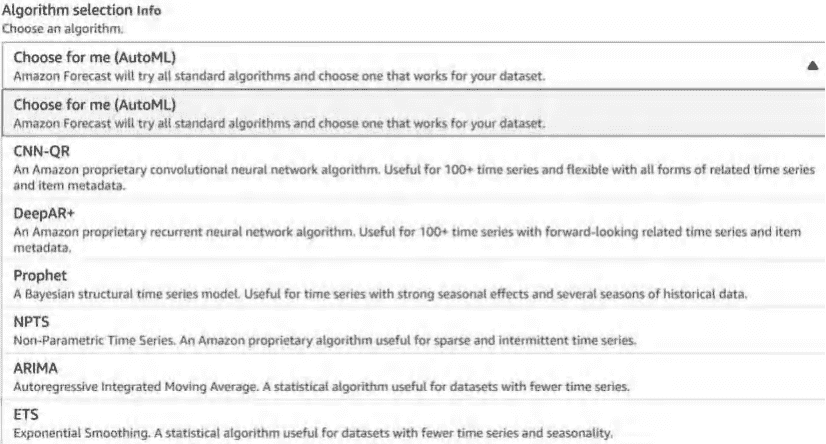 Algorithm selection Info
Choose an algorithm.
Choose for me (AutoML)
Amazon Forecast will try all standard algorithms and choose one that works for your dataset.
Choose for me (AutoML)
Amazon Forecast will try all standard algorithms and choose one that works for your dataset.
CNN-QR
An Amazon proprietary convolutional neural network algorithm. Useful for 100+ time series and flexible with all forms of related time series
and item metadata.
DeepAR+
An Amazon proprietary recurrent neural network algorithm. Useful for 100+ time series with forward-looking related time series and item
metadata.
Prophet
A Bayesian structural time series model. Useful for time series with strong seasonal effects and several seasons of historical data.
NPTS
Non-Parametric Time Series. An Amazon proprietary algorithm useful for sparse and intermittent time series.
ARIMA
Autoregressive Integrated Moving Average. A statistical algorithm useful for datasets with fewer time series.
ETS
Exponential Smoothing. A statistical algorithm useful for datasets with fewer time series and seasonality.